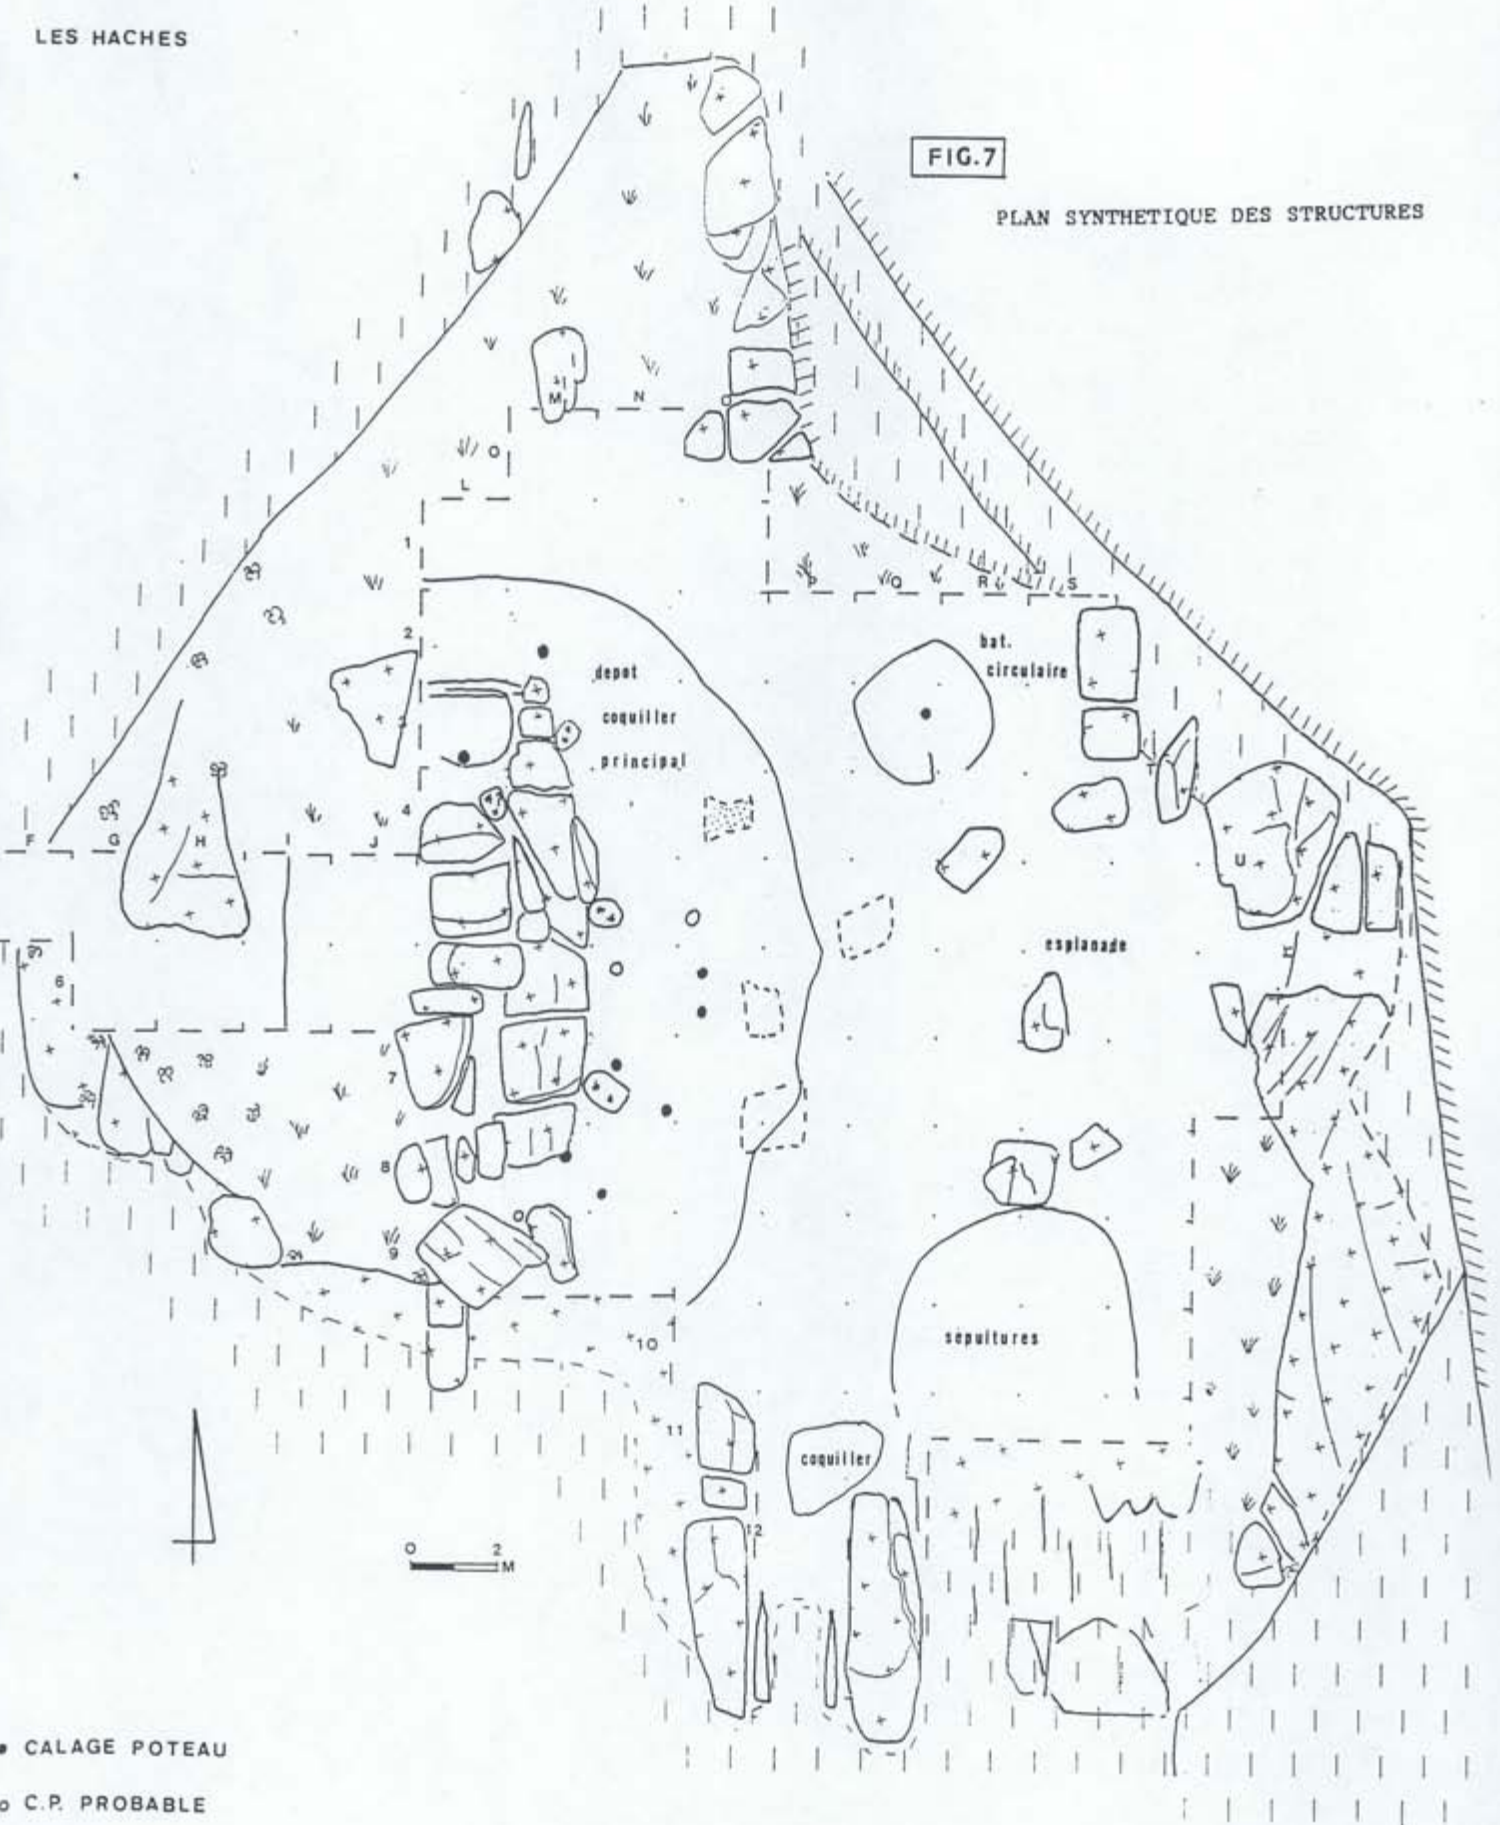 LES HACHES
FIG.7
PLAN SYNTHETIQUE DES STRUCTURES
M
N
O
L
1
P
Q
R
S
2
bat.
circulaire
depot
coquiller
principal
3
4
F
G
H
J
U
esplanade
6
7
8
9
10
sépultures
11
coquiller
12
0 2
M
CALAGE POTEAU
C.P. PROBABLE